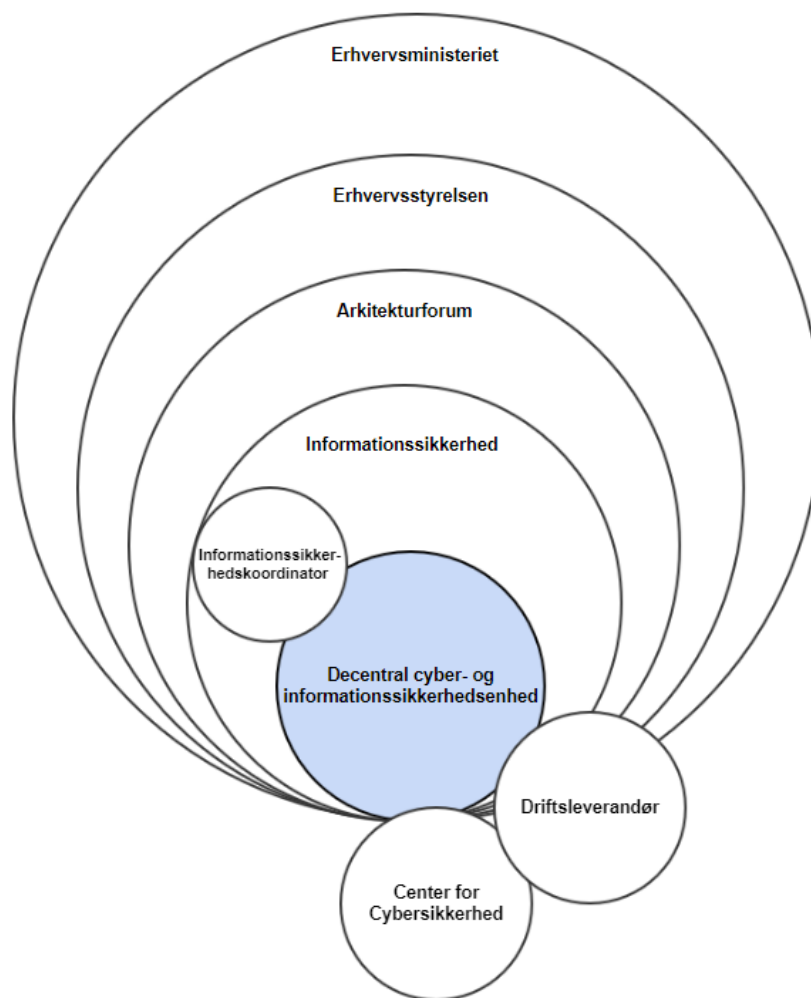 Erhvervsministeriet
Erhvervsstyrelsen
Arkitekturforum
Informationssikkerhed
Informationssikker-
hedskoordinator
Decentral cyber- og
informationssikkerhedsenhed
Driftsleverandør
Center for
Cybersikkerhed